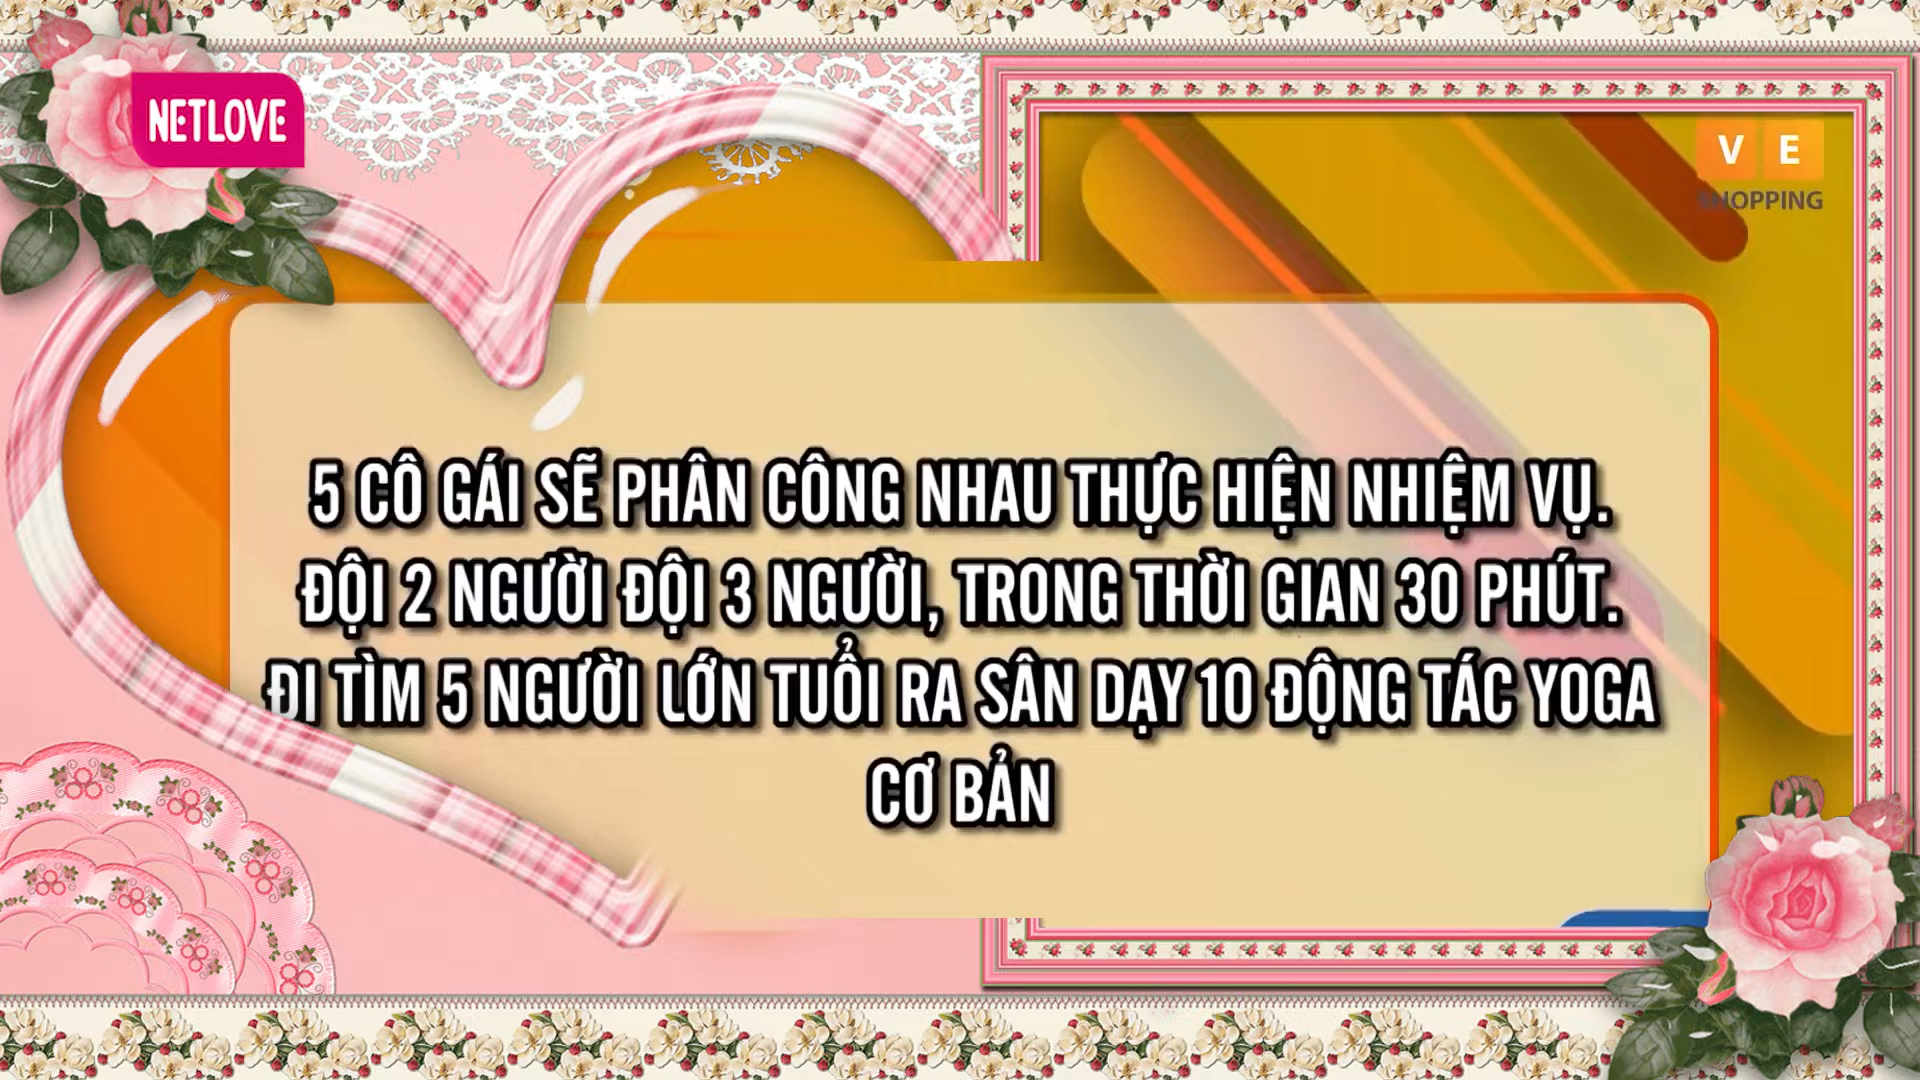 NETLOVE
V E
SHOPPING
5 CÔ GÁI SẼ PHÂN CÔNG NHAU THỰC HIỆN NHIỆM VỤ.
ĐỘI 2 NGƯỜI ĐỘI 3 NGƯỜI, TRONG THỜI GIAN 30 PHÚT.
ĐI TÌM 5 NGƯỜI LỚN TUỔI RA SÂN DẠY 10 ĐỘNG TÁC YOGA
CƠ BẢN